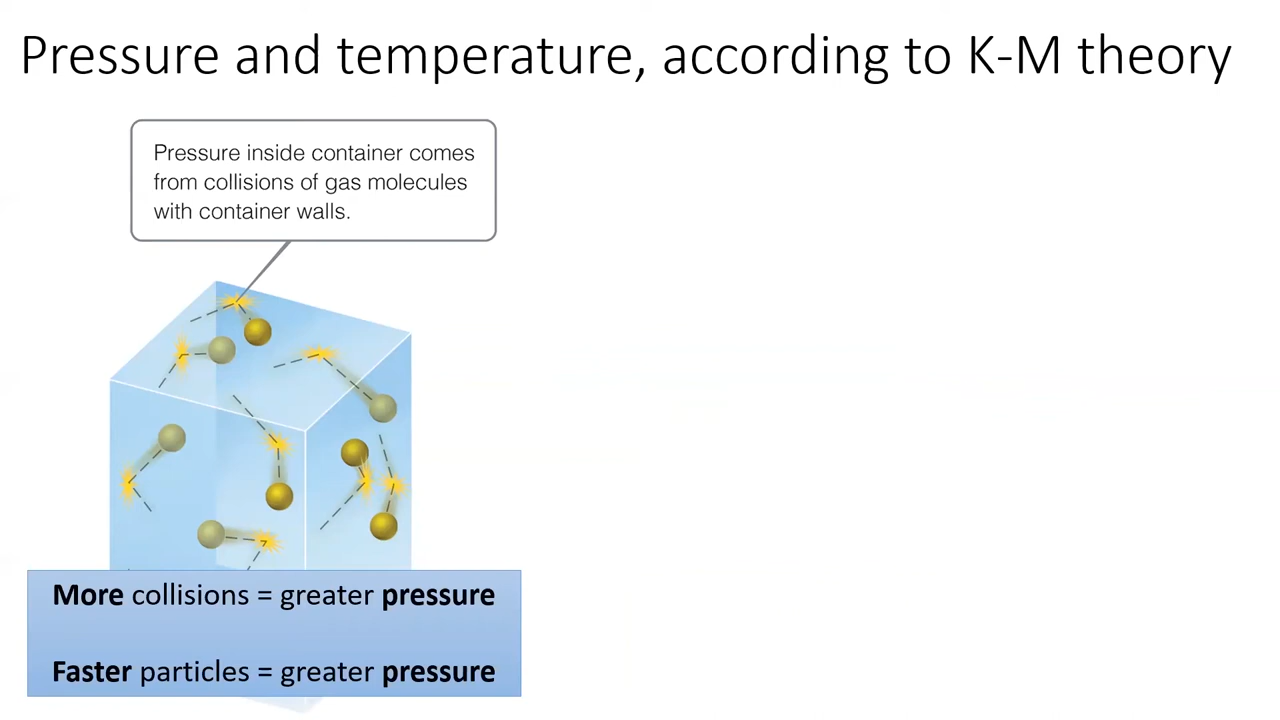 Pressure and temperature, according to K-M theory
Pressure inside container comes
from collisions of gas molecules
with container walls.
More collisions = greater pressure
Faster particles = greater pressure